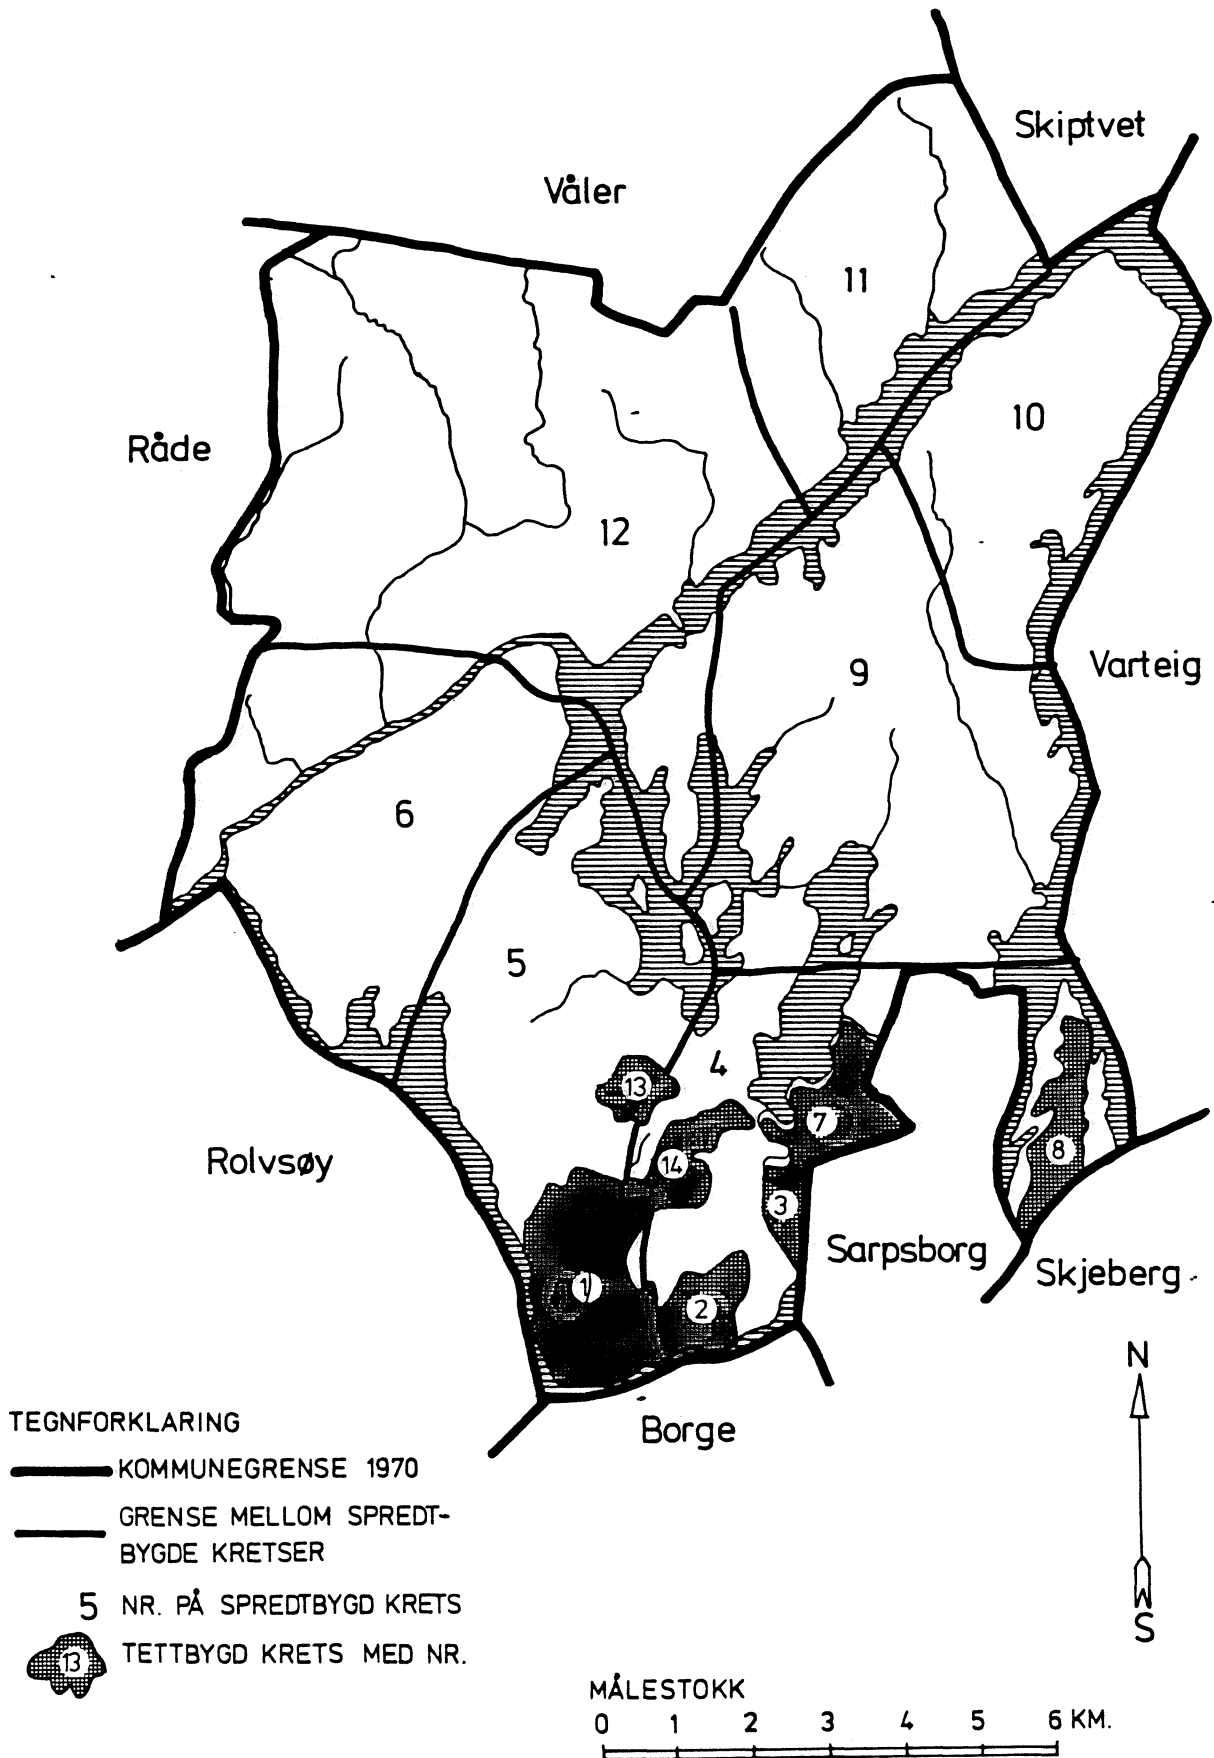 Skiptvet
Våler
11
10
Råde
12
9
Varteig
6
5
4
13
7
14
8
3
Rolvsøy
Sarpsborg
Skjeberg
1
2
Borge
N
S
TEGNFORKLARING
KOMMUNEGRENSE 1970
GRENSE MELLOM SPREDT-
BYGDE KRETSER
5 NR. PÅ SPREDTBYGD KRETS
13 TETTBYGD KRETS MED NR.
MÅLESTOKK
0 1 2 3 4 5 6 KM.